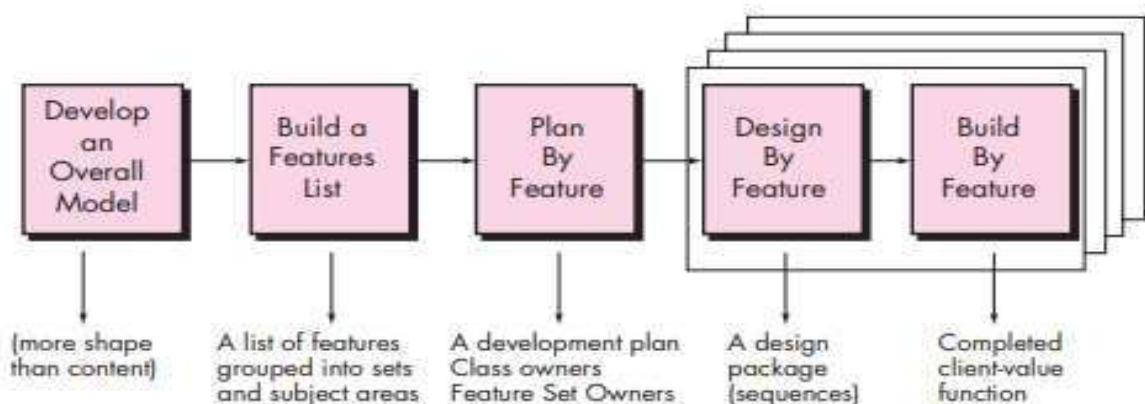 Develop
an
Overall
Model
Build a
Features
List
Plan
By
Feature
Design
By
Feature
Build
By
Feature
(more shape
than content)
A list of features
grouped into sets
and subject areas
A development plan
Class owners
Feature Set Owners
A design
package
(sequences)
Completed
client-value
function